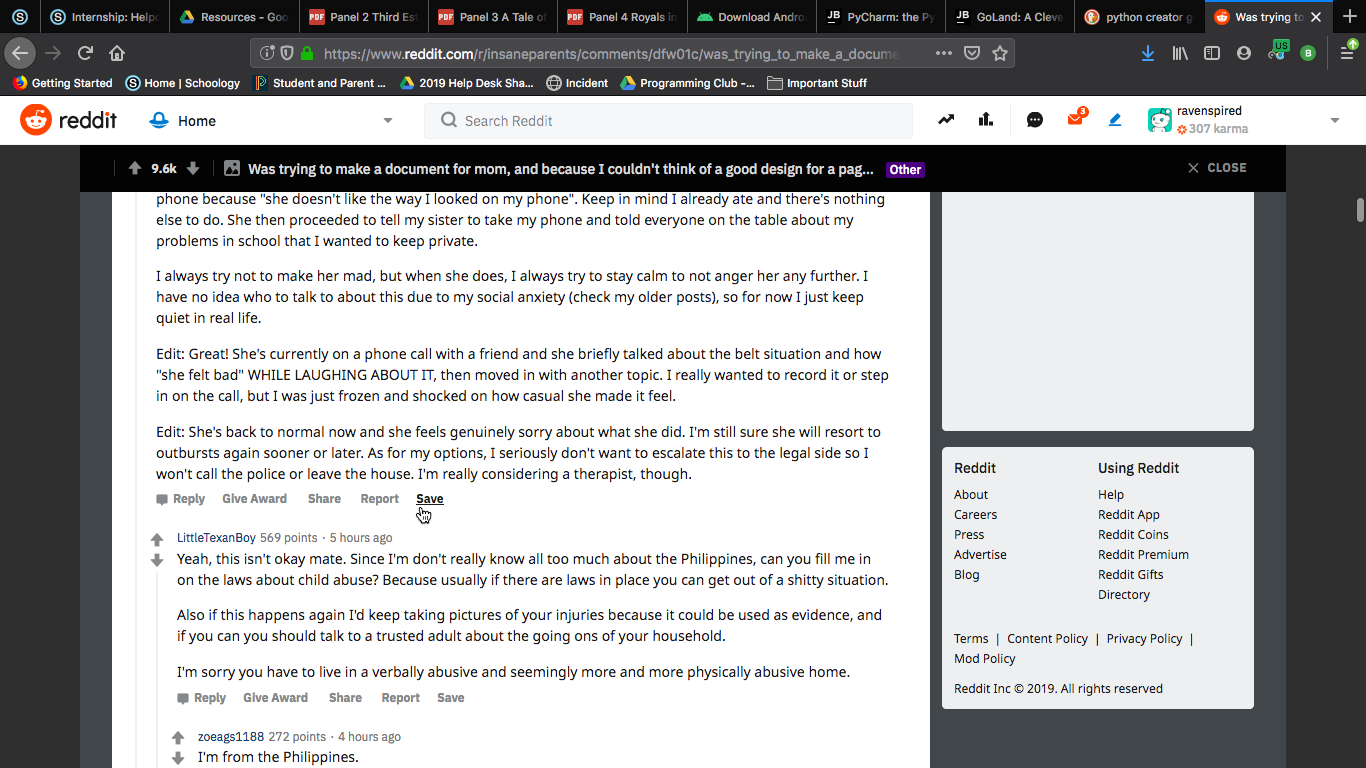 Internship: Help
Resources - Goo
Panel 2 Third Est
Panel 3 A Tale of
Panel 4 Royals in
Download Andro
PyCharm: the Py
GoLand: A Cleve
python creator g
Was trying to
https://www.reddit.com/r/insaneparents/comments/dfw01c/was_trying_to_make_a_docume
US
B
Getting Started
Home | Schoology
Student and Parent ...
2019 Help Desk Sha...
Incident
Programming Club -...
Important Stuff
reddit
Home
Search Reddit
3
ravenspired
307 karma
9.6k
Was trying to make a document for mom, and because I couldn't think of a good design for a pag...
Other
CLOSE
phone because "she doesn't like the way I looked on my phone". Keep in mind I already ate and there's nothing
else to do. She then proceeded to tell my sister to take my phone and told everyone on the table about my
problems in school that I wanted to keep private.
I always try not to make her mad, but when she does, I always try to stay calm to not anger her any further. I
have no idea who to talk to about this due to my social anxiety (check my older posts), so for now I just keep
quiet in real life.
Edit: Great! She's currently on a phone call with a friend and she briefly talked about the belt situation and how
"she felt bad" WHILE LAUGHING ABOUT IT, then moved in with another topic. I really wanted to record it or step
in on the call, but I was just frozen and shocked on how casual she made it feel.
Edit: She's back to normal now and she feels genuinely sorry about what she did. I'm still sure she will resort to
outbursts again sooner or later. As for my options, I seriously don't want to escalate this to the legal side so I
won't call the police or leave the house. I'm really considering a therapist, though.
Reply Give Award Share Report Save
LittleTexanBoy 569 points · 5 hours ago
Yeah, this isn't okay mate. Since I'm don't really know all too much about the Philippines, can you fill me in
on the laws about child abuse? Because usually if there are laws in place you can get out of a shitty situation.
Also if this happens again I'd keep taking pictures of your injuries because it could be used as evidence, and
if you can you should talk to a trusted adult about the going ons of your household.
I'm sorry you have to live in a verbally abusive and seemingly more and more physically abusive home.
Reply Give Award Share Report Save
zoeags1188 272 points · 4 hours ago
I'm from the Philippines.
Reddit
About
Careers
Press
Advertise
Blog
Using Reddit
Help
Reddit App
Reddit Coins
Reddit Premium
Reddit Gifts
Directory
Terms | Content Policy | Privacy Policy |
Mod Policy
Reddit Inc © 2019. All rights reserved